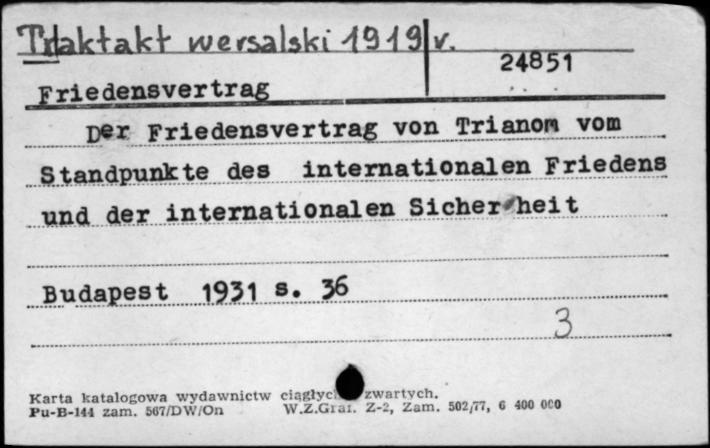 Traktakt wersalski 1919 r.
24851
Friedensvertrag
Der Friedensvertrag von Trianon vom
Standpunkte des internationalen Friedens
und der internationalen Sicherheit
Budapest 1931 s. 36
3
Karta katalogowa wydawnictw zwartych.
Pu-B-144 zam. 567/DW/On W.Z.Graf. Z-2, Zam. 502/77, 6 400 000